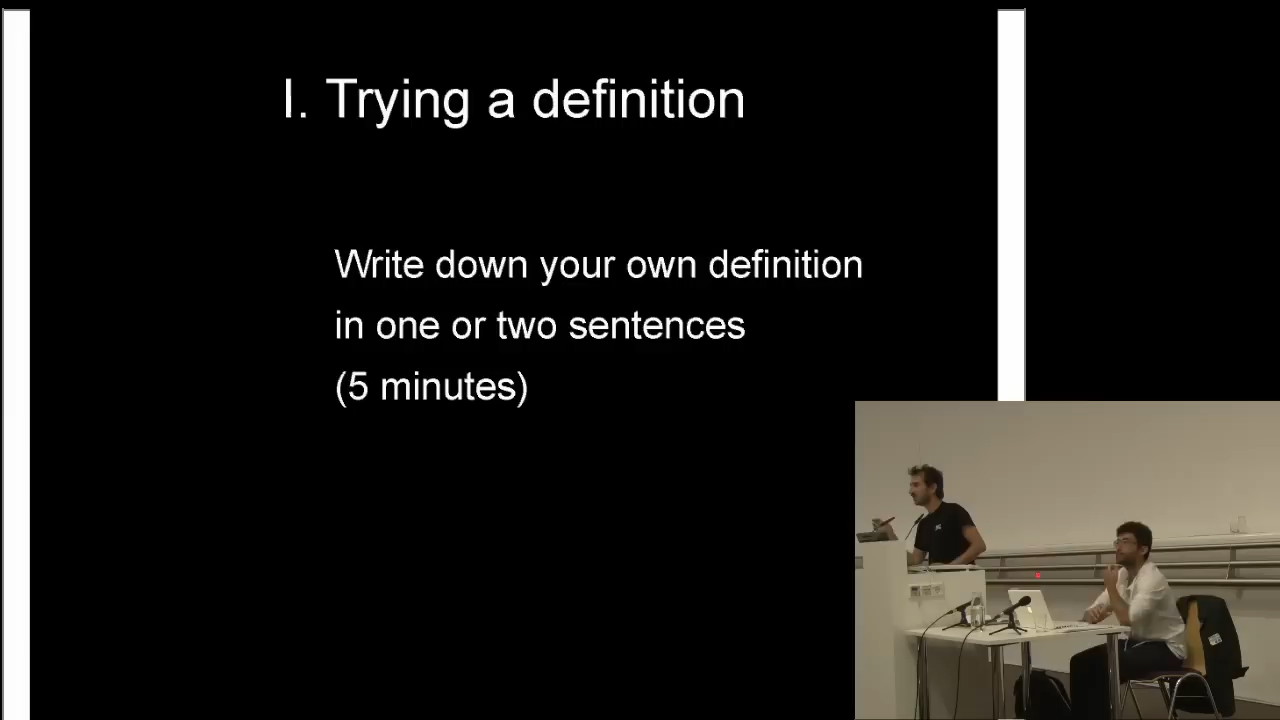 I. Trying a definition
Write down your own definition
in one or two sentences
(5 minutes)